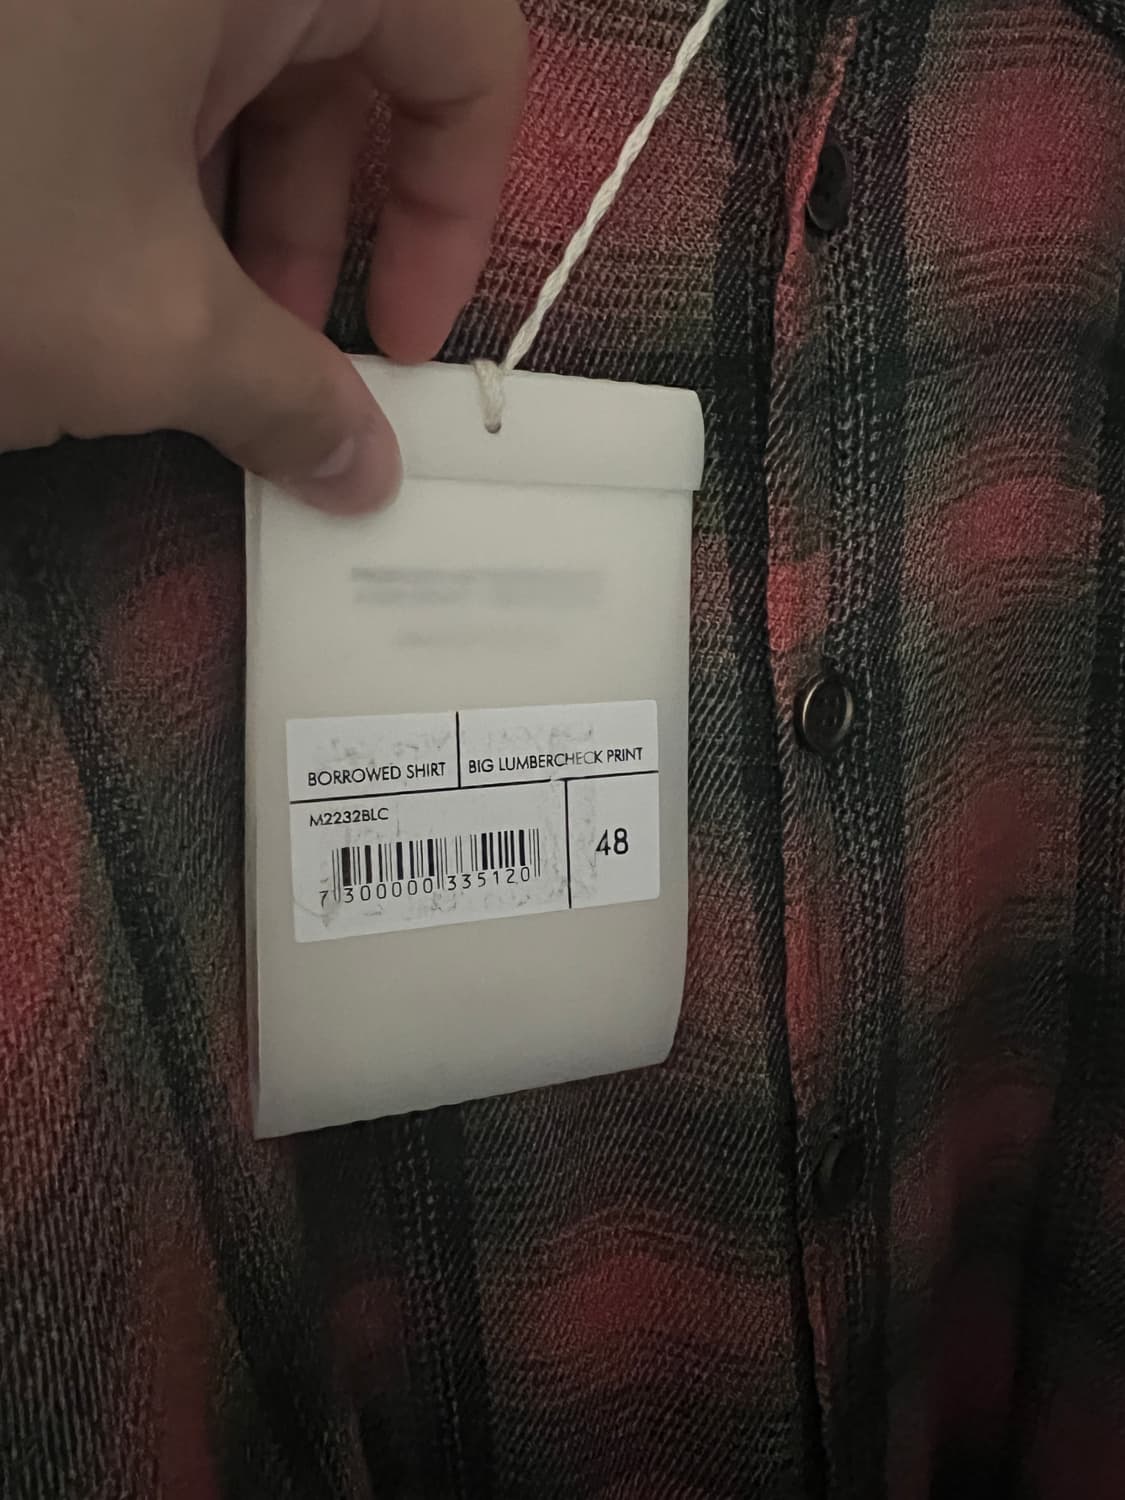 BORROWED SHIRT
BIG LUMBERCHECK PRINT
M2232BLC
48
7 300000 335120